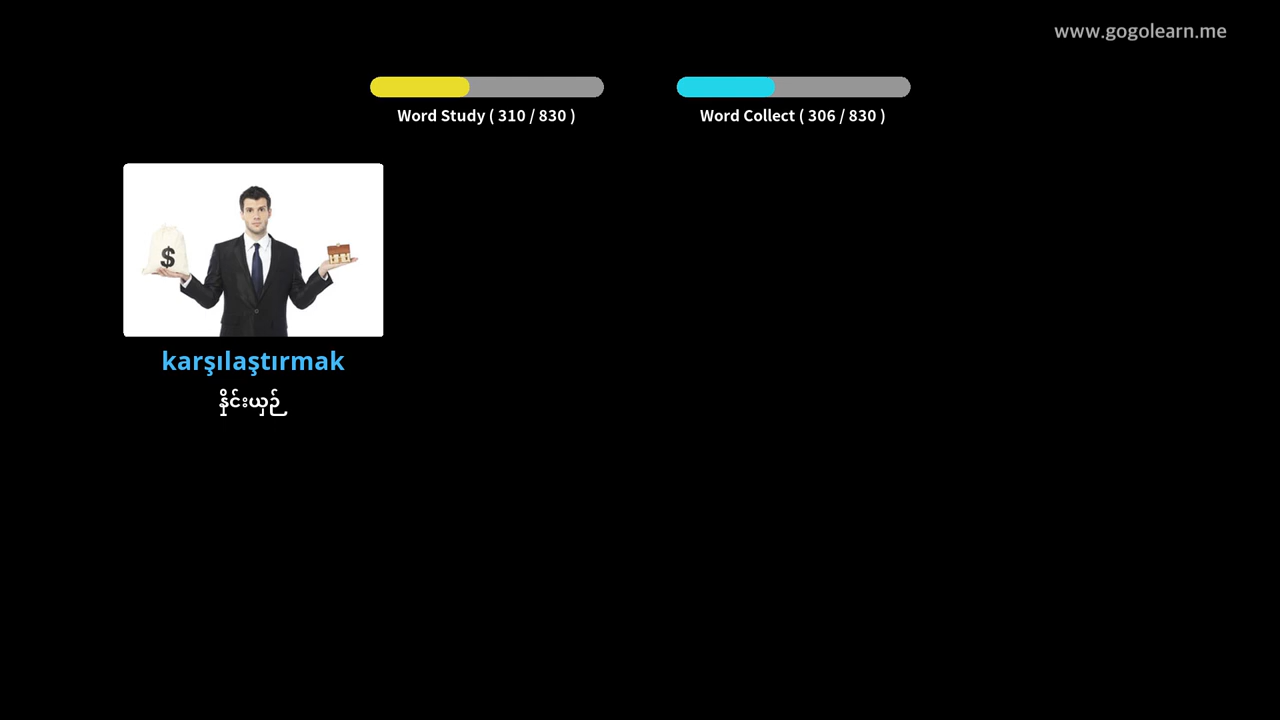 www.gogolearn.me
Word Study ( 310 / 830 )
Word Collect ( 306 / 830 )
$
karşılaştırmak
နှိုင်းယှဉ်